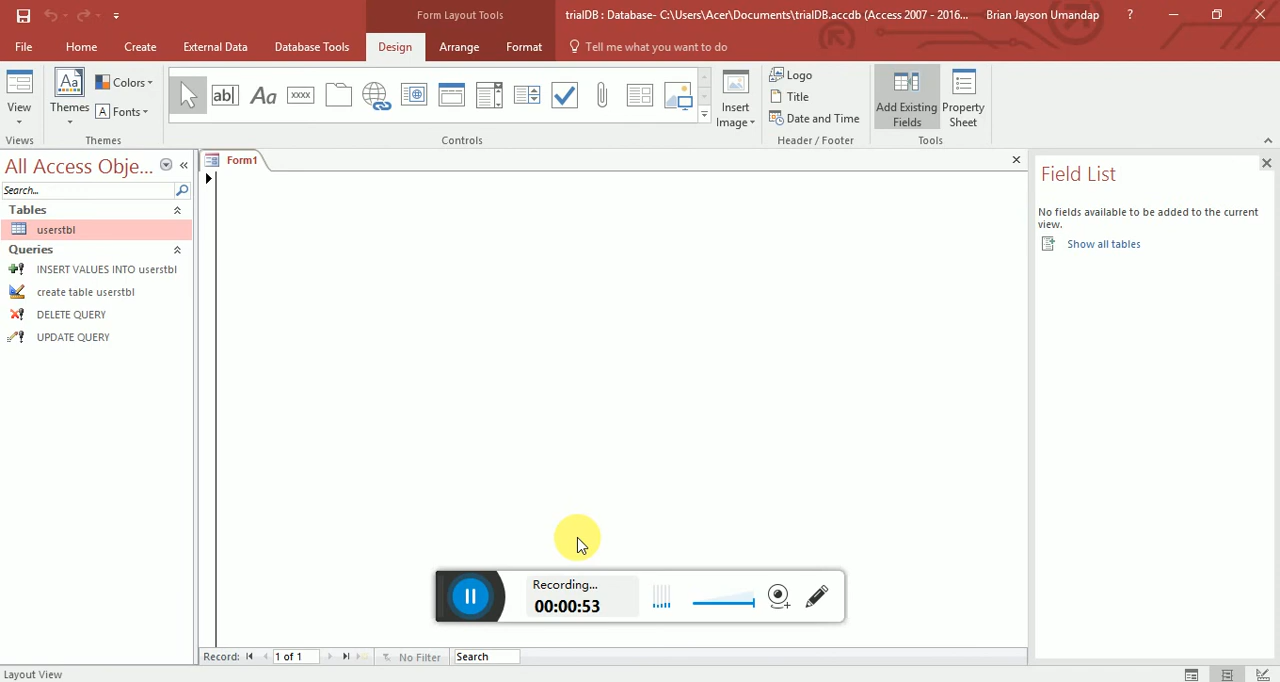 Form Layout Tools
trialDB : Database- C:\Users\Acer\Documents\trialDB.accdb (Access 2007 - 2016...
Brian Jayson Umandap
?
File
Home
Create
External Data
Database Tools
Design
Arrange
Format
Tell me what you want to do
View
Views
Aa
Themes
Colors
A Fonts
Themes
ab|
Aa
xxxx
Controls
Insert
Image
Logo
Title
Date and Time
Header / Footer
Add Existing
Fields
Property
Sheet
Tools
All Access Obje...
Search...
Tables
userstbl
Queries
INSERT VALUES INTO userstbl
create table userstbl
DELETE QUERY
UPDATE QUERY
Form1
Field List
No fields available to be added to the current
view.
Show all tables
Recording...
00:00:53
Record:
1 of 1
No Filter
Search
Layout View